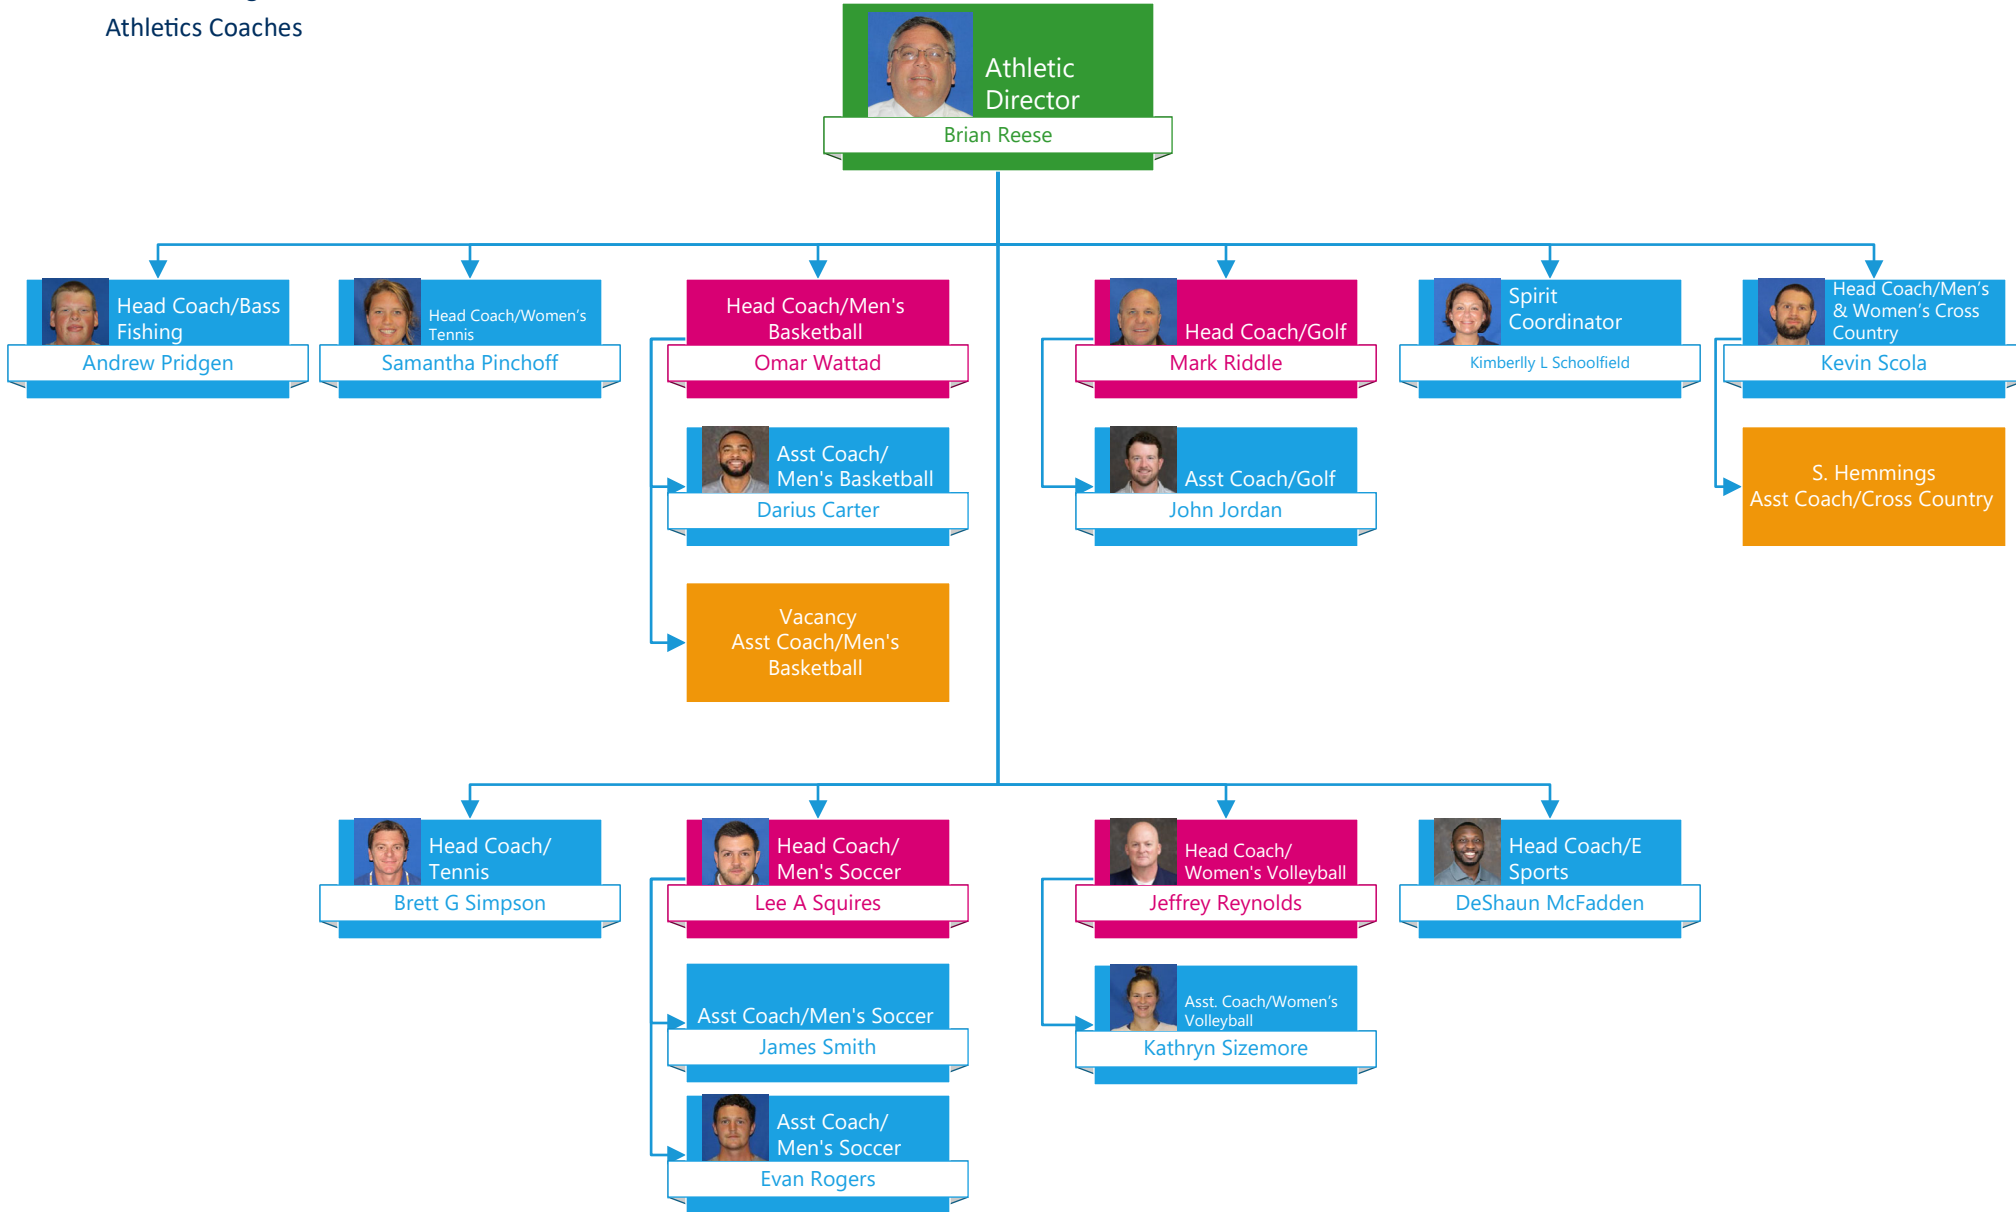 Athletics Coaches
Athletic
Director
Brian Reese
Head Coach/Bass
Fishing
Andrew Pridgen
Head Coach/Women's
Tennis
Samantha Pinchoff
Head Coach/Men's
Basketball
Omar Wattad
Head Coach/Golf
Mark Riddle
Spirit
Coordinator
Kimberlly L Schoolfield
Head Coach/Men's
& Women's Cross
Country
Kevin Scola
Asst Coach/
Men's Basketball
Darius Carter
Asst Coach/Golf
John Jordan
S. Hemmings
Asst Coach/Cross Country
Vacancy
Asst Coach/Men's
Basketball
Head Coach/
Tennis
Brett G Simpson
Head Coach/
Men's Soccer
Lee A Squires
Head Coach/
Women's Volleyball
Jeffrey Reynolds
Head Coach/E
Sports
DeShaun McFadden
Asst Coach/Men's Soccer
James Smith
Asst. Coach/Women's
Volleyball
Kathryn Sizemore
Asst Coach/
Men's Soccer
Evan Rogers